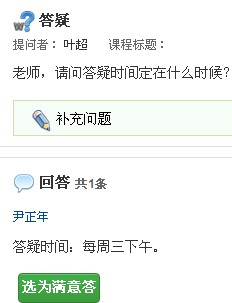 答疑
提问者：叶超 课程标题：
老师，请问答疑时间定在什么时候?
补充问题
回答 共1条
尹正年
答疑时间：每周三下午。
选为满意答